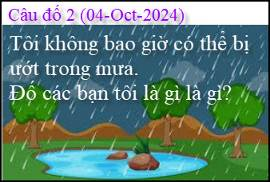 Câu đố 2 (04-Oct-2024)
Tôi không bao giờ có thể bị
ướt trong mưa.
Đố các bạn tôi là gì là gì?